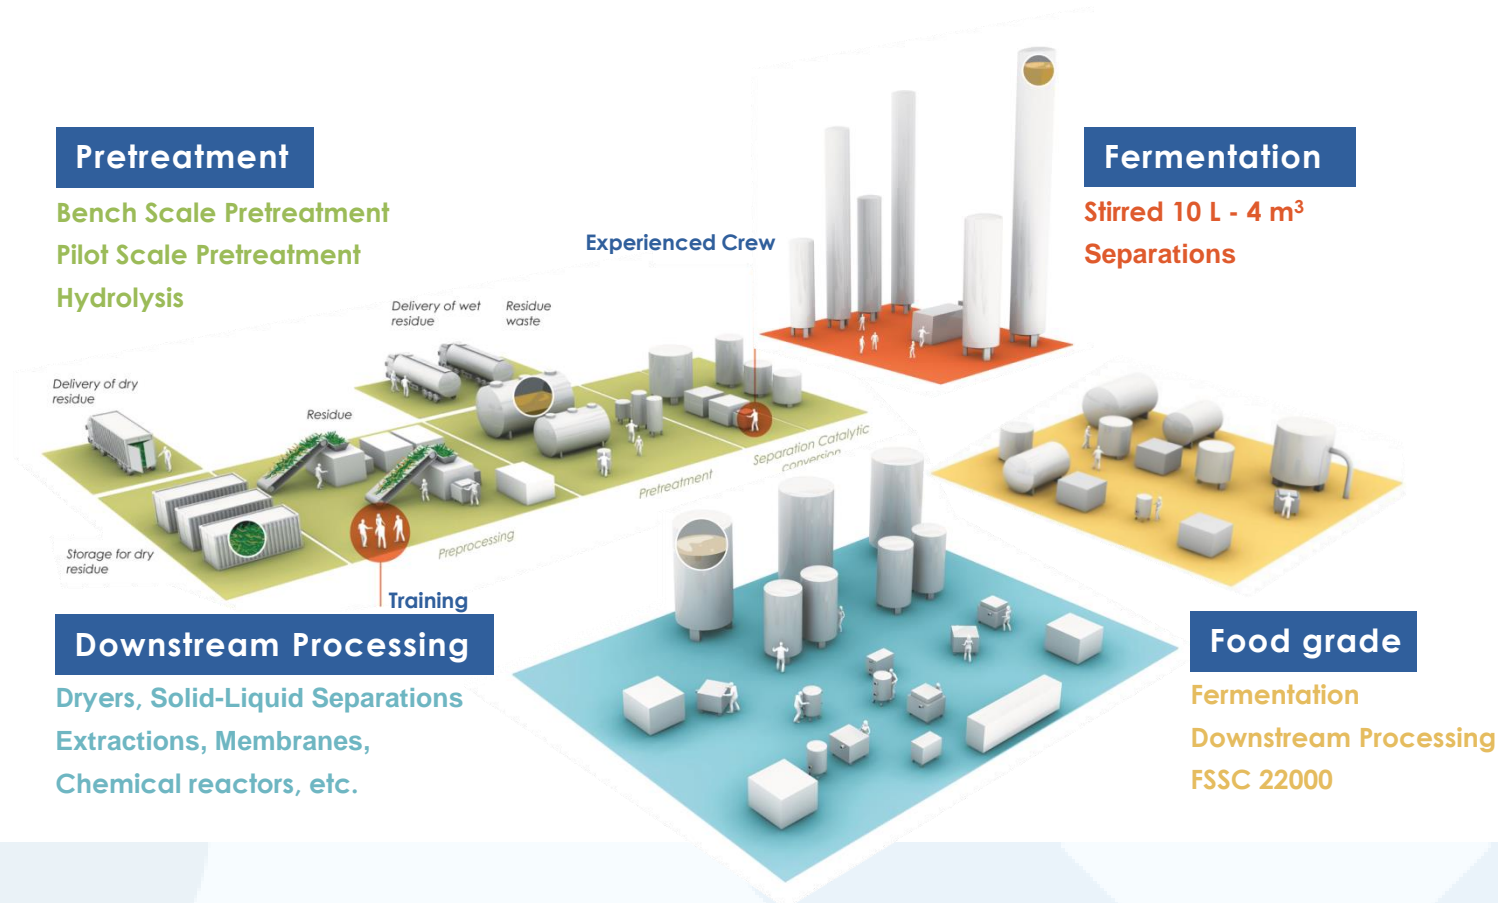 Pretreatment
Bench Scale Pretreatment
Pilot Scale Pretreatment
Hydrolysis
Experienced Crew
Fermentation
Stirred 10 L - 4 m³
Separations
Delivery of wet
residue
Residue
waste
Delivery of dry
residue
Residue
Storage for dry
residue
Preprocessing
Pretreatment
Separation Catalytic
conversion
Training
Downstream Processing
Dryers, Solid-Liquid Separations
Extractions, Membranes,
Chemical reactors, etc.
Food grade
Fermentation
Downstream Processing
FSSC 22000